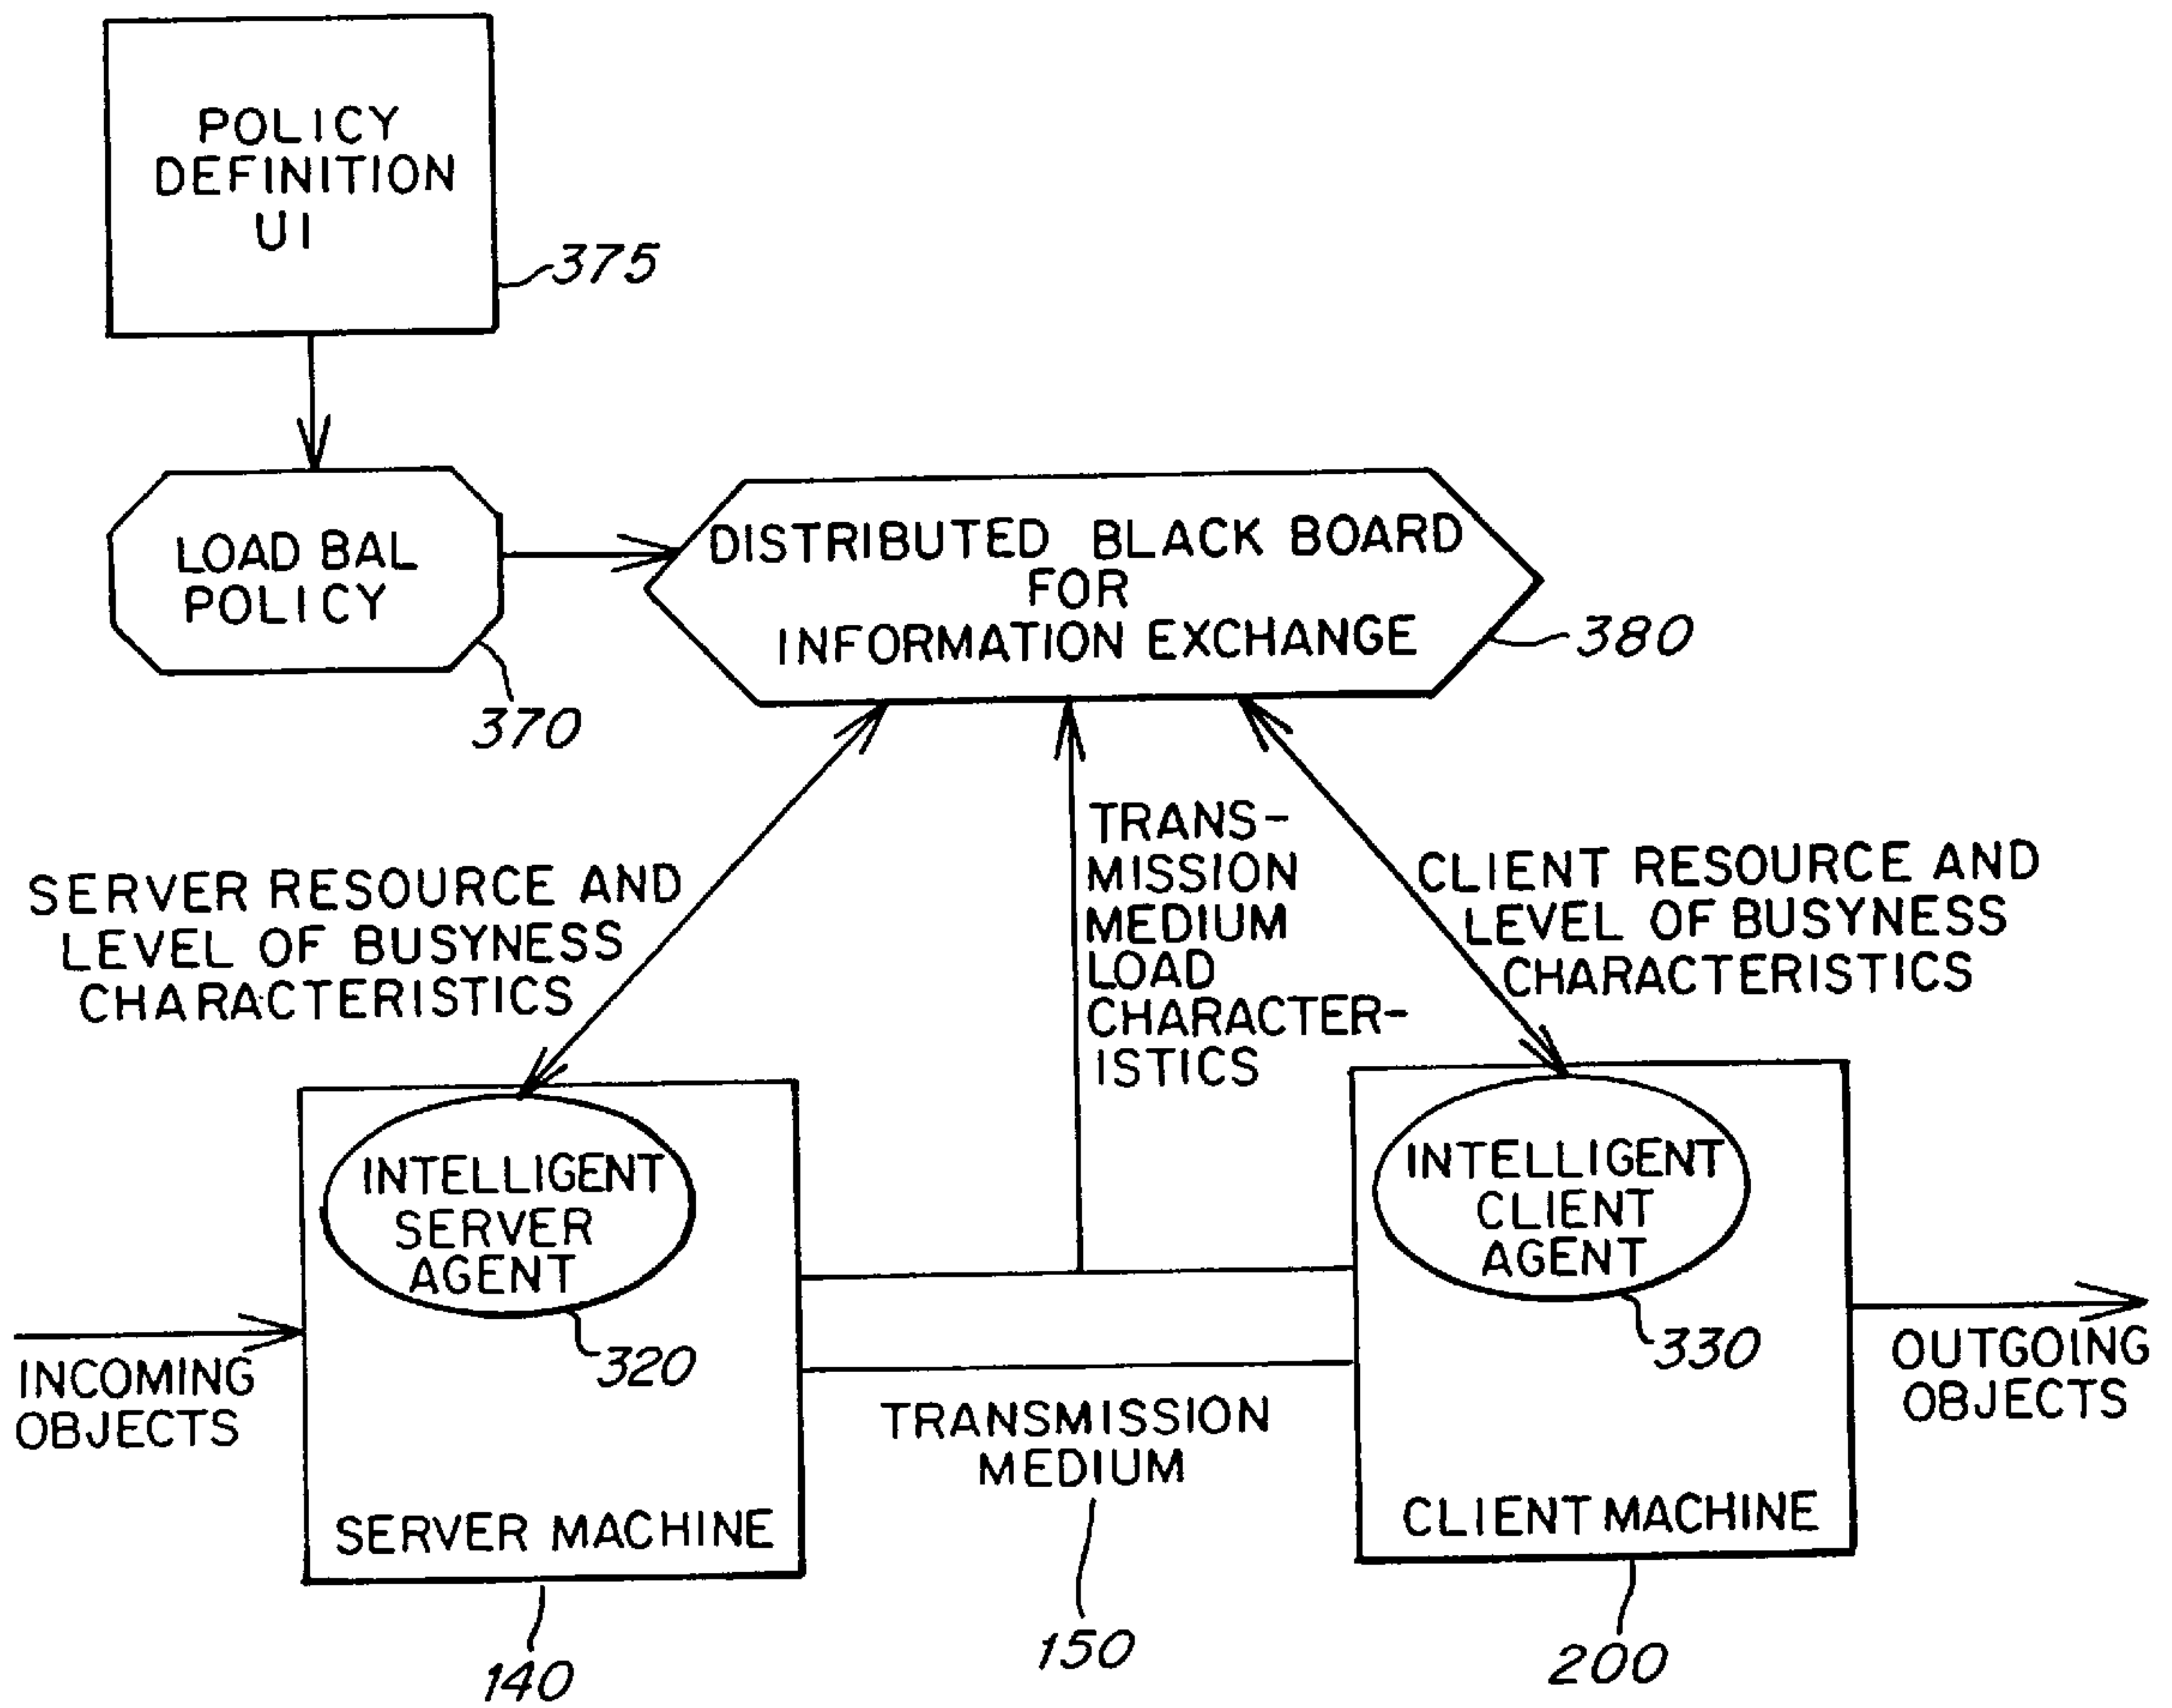 POLICY
DEFINITION
UI
375
LOAD BAL
POLICY
370
DISTRIBUTED BLACK BOARD
FOR
INFORMATION EXCHANGE
380
SERVER RESOURCE AND
LEVEL OF BUSYNESS
CHARACTERISTICS
TRANS-
MISSION
MEDIUM
LOAD
CHARACTER-
ISTICS
CLIENT RESOURCE AND
LEVEL OF BUSYNESS
CHARACTERISTICS
INTELLIGENT
SERVER
AGENT
320
INTELLIGENT
CLIENT
AGENT
330
INCOMING
OBJECTS
OUTGOING
OBJECTS
TRANSMISSION
MEDIUM
SERVER MACHINE
CLIENT MACHINE
140
150
200